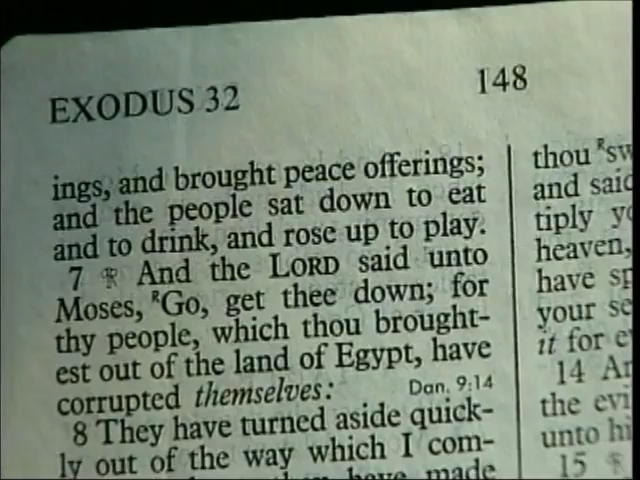 EXODUS 32
148
ings, and brought peace offerings;
and the people sat down to eat
and to drink, and rose up to play.
7 And the LORD said unto
Moses, ᴿGo, get thee down; for
thy people, which thou brought-
est out of the land of Egypt, have
corrupted themselves: Dan. 9:14
8 They have turned aside quick-
ly out of the way which I com-
have made
thou
and
tiply
heaven,
have
your
it for
14
the
unto
15